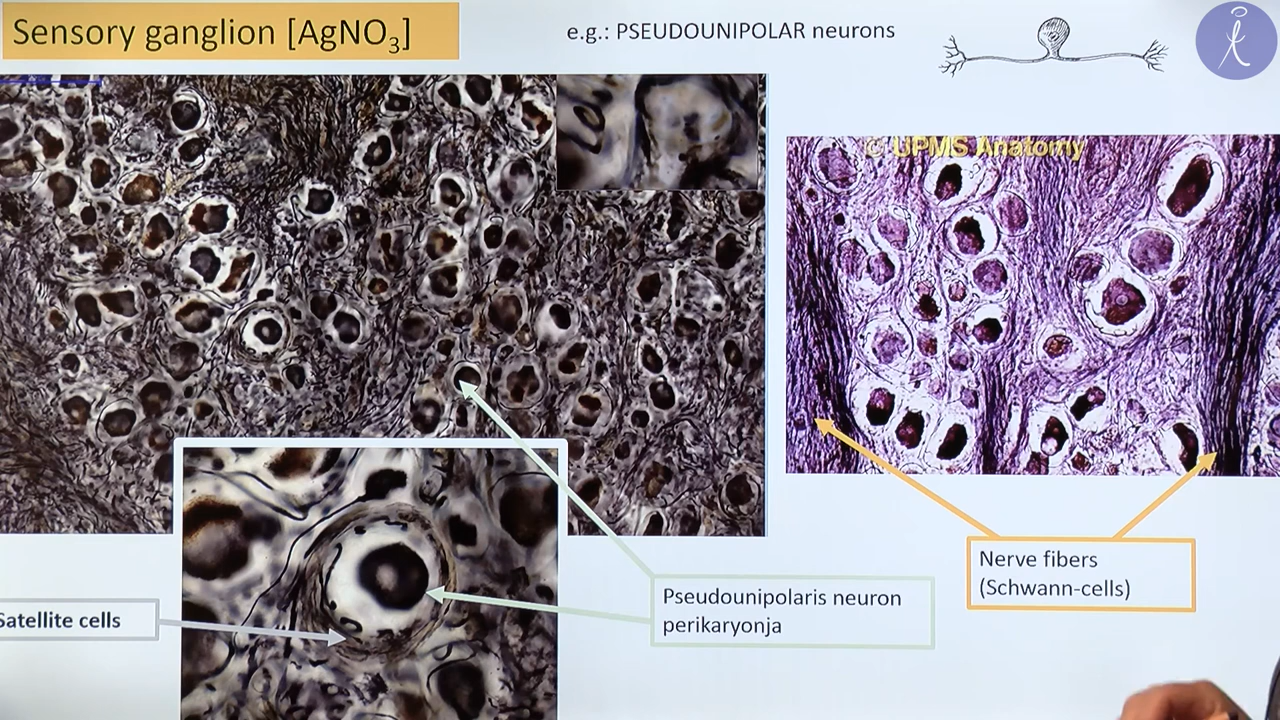 Sensory ganglion [AgNO₃]
e.g.: PSEUDOUNIPOLAR neurons
© UPMS Anatomy
Nerve fibers
(Schwann-cells)
Pseudounipolaris neuron
perikaryonja
Satellite cells